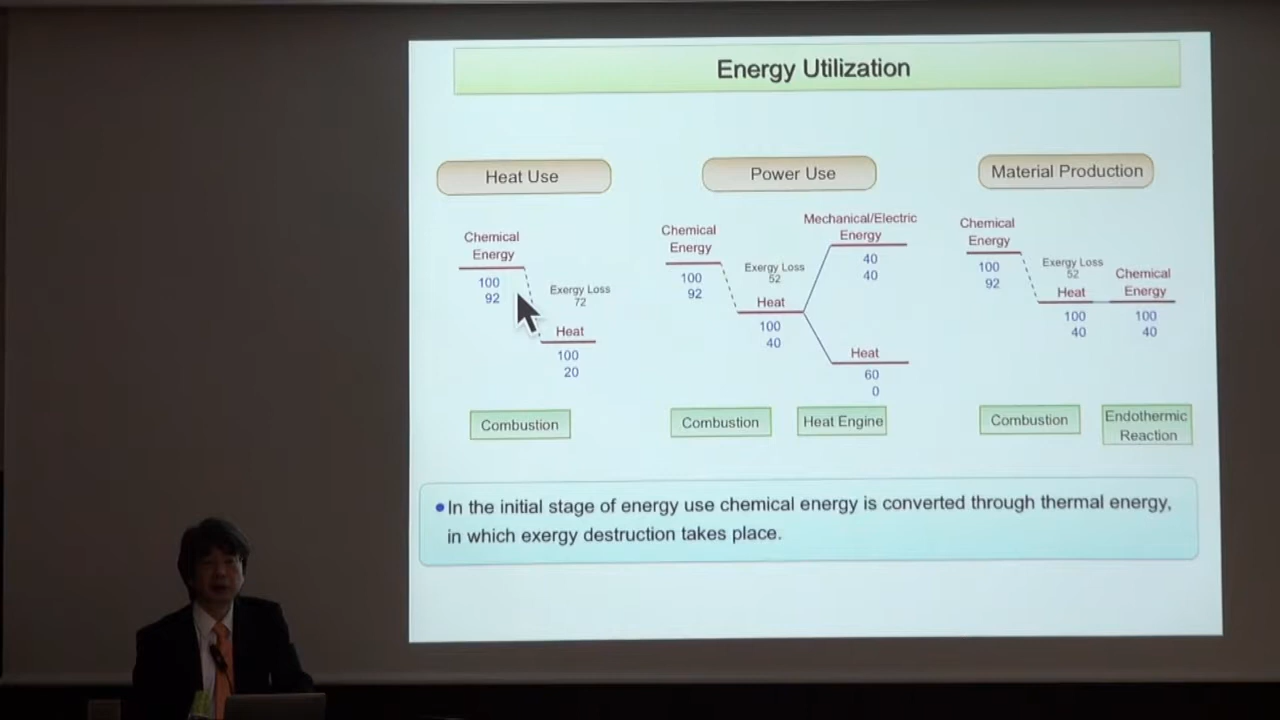 Energy Utilization
Heat Use
Chemical
Energy
100
92
Exergy Loss
72
Heat
100
20
Combustion
Power Use
Chemical
Energy
100
92
Exergy Loss
52
Heat
100
40
Mechanical/Electric
Energy
40
40
Heat
60
0
Combustion
Heat Engine
Material Production
Chemical
Energy
100
92
Exergy Loss
52
Heat
100
40
Chemical
Energy
100
40
Combustion
Endothermic
Reaction
●In the initial stage of energy use chemical energy is converted through thermal energy,
in which exergy destruction takes place.